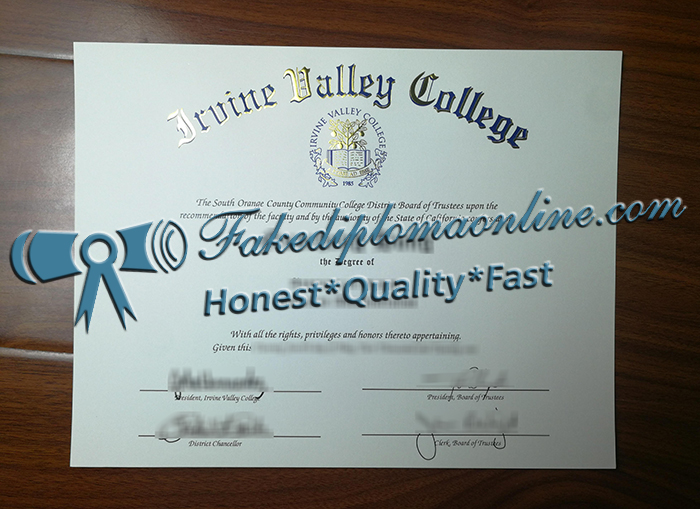 Irvine Valley College
IRVINE VALLEY COLLEGE
1985
The South Orange County Community College District Board of Trustees upon the
recommendation of the faculty and by the authority of the State of California confers
Fakediplomaonline.com
the Degree of
Honest*Quality*Fast
With all the rights, privileges and honors thereto appertaining.
Given this
President, Irvine Valley College
President, Board of Trustees
District Chancellor
Clerk, Board of Trustees